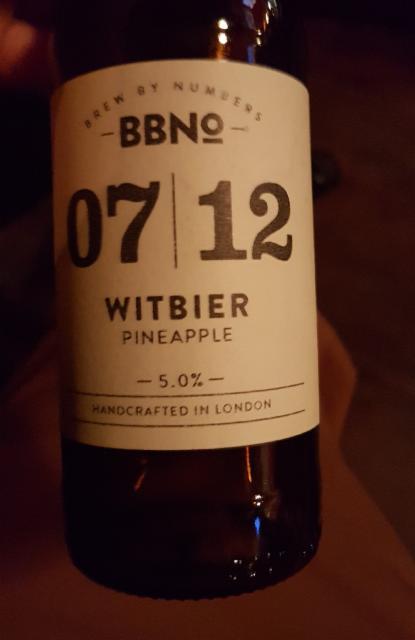 BREW BY NUMBERS
BBNo
07|12
WITBIER
PINEAPPLE
— 5.0% —
HANDCRAFTED IN LONDON